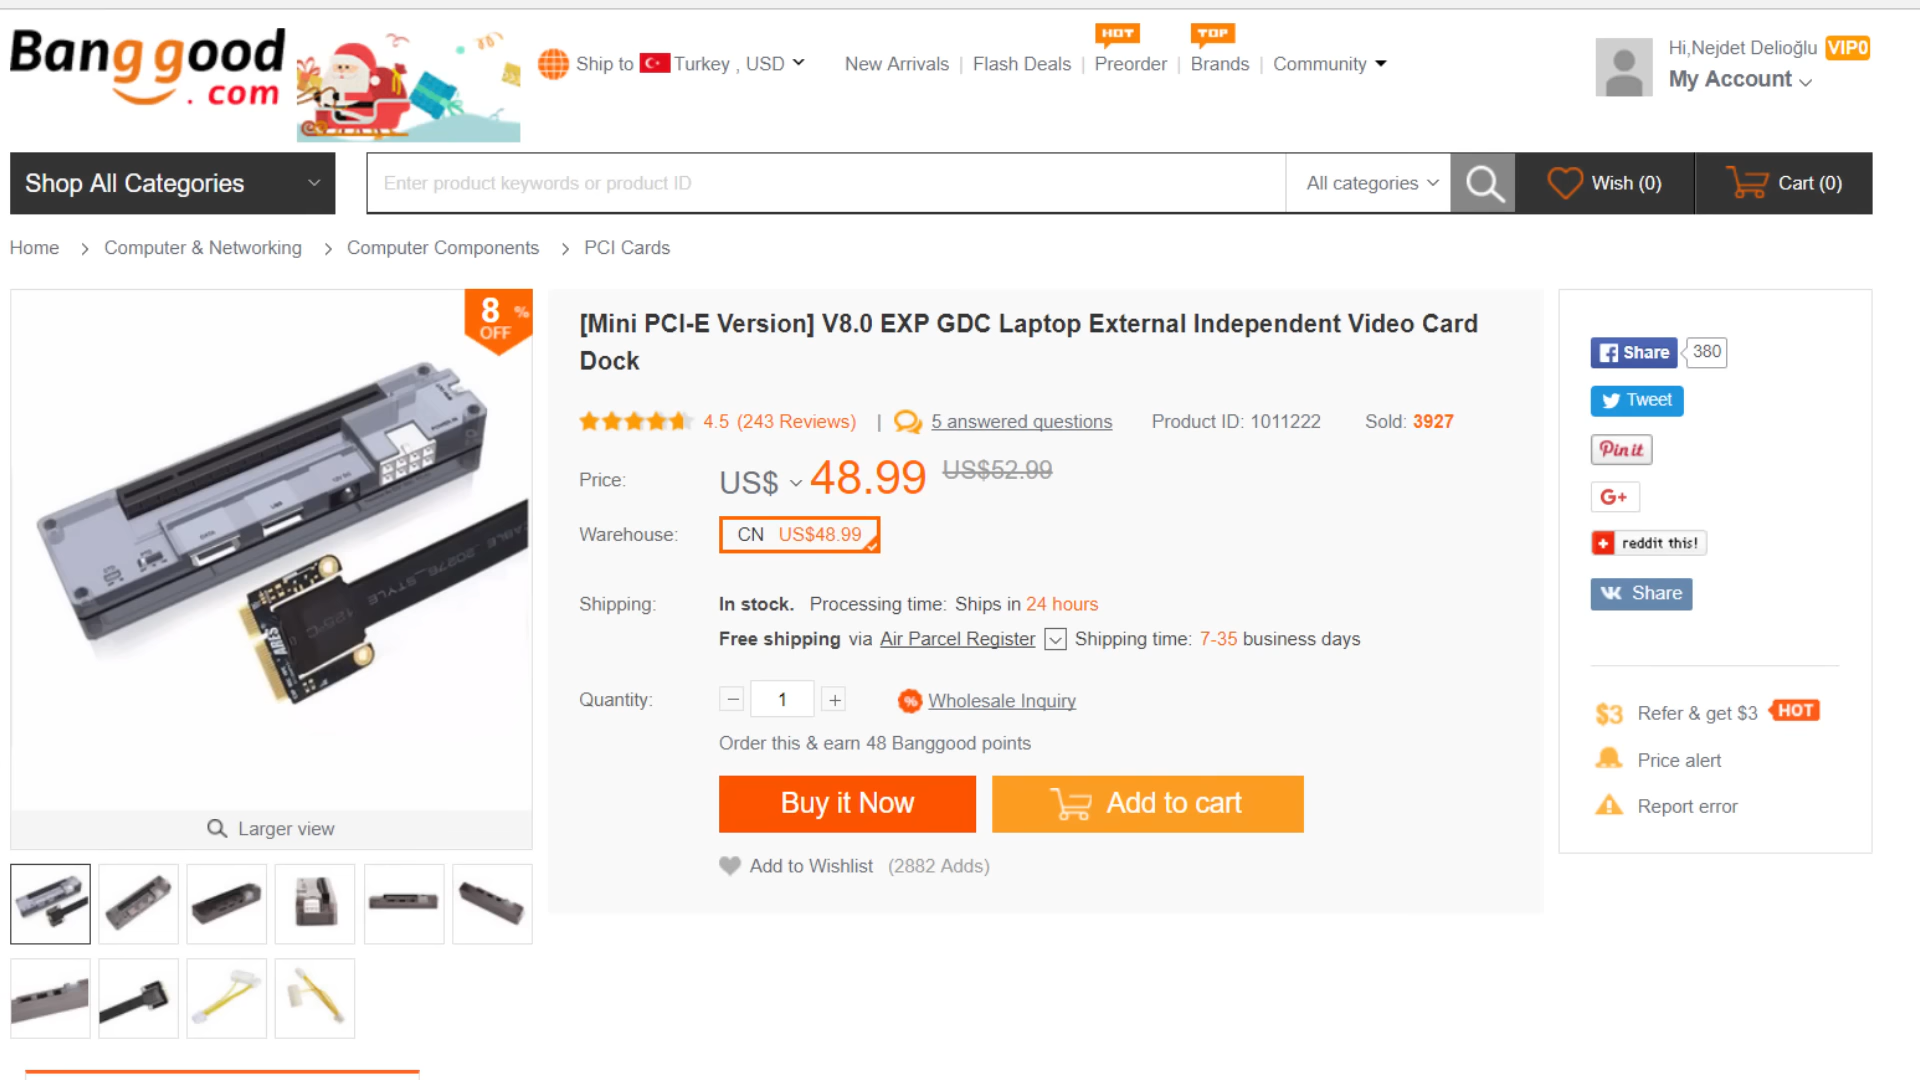 Banggood
.com
Ship to Turkey , USD
New Arrivals | Flash Deals | Preorder | Brands | Community
HOT
TOP
Hi,Nejdet Delioğlu VIP0
My Account
Shop All Categories
Enter product keywords or product ID
All categories
Wish (0)
Cart (0)
Home > Computer & Networking > Computer Components > PCI Cards
8 %
OFF
[Mini PCI-E Version] V8.0 EXP GDC Laptop External Independent Video Card
Dock
4.5 (243 Reviews) | 5 answered questions Product ID: 1011222 Sold: 3927
Price: US$ 48.99 US$52.99
Warehouse: CN US$48.99
Shipping: In stock. Processing time: Ships in 24 hours
Free shipping via Air Parcel Register Shipping time: 7-35 business days
Quantity: − 1 + Wholesale Inquiry
Order this & earn 48 Banggood points
Buy it Now
Add to cart
Add to Wishlist (2882 Adds)
Larger view
Share 380
Tweet
Pin it
G+
reddit this!
Share
$3 Refer & get $3 HOT
Price alert
Report error